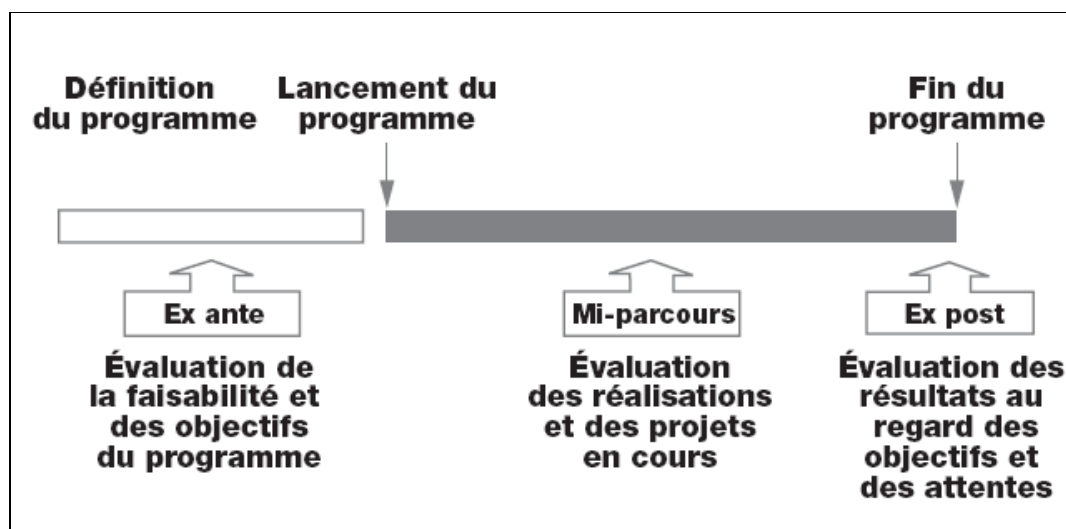 Définition
du programme
Lancement du
programme
Fin du
programme
Ex ante
Mi-parcours
Ex post
Évaluation de
la faisabilité et
des objectifs
du programme
Évaluation
des réalisations
et des projets
en cours
Évaluation des
résultats au
regard des
objectifs et
des attentes